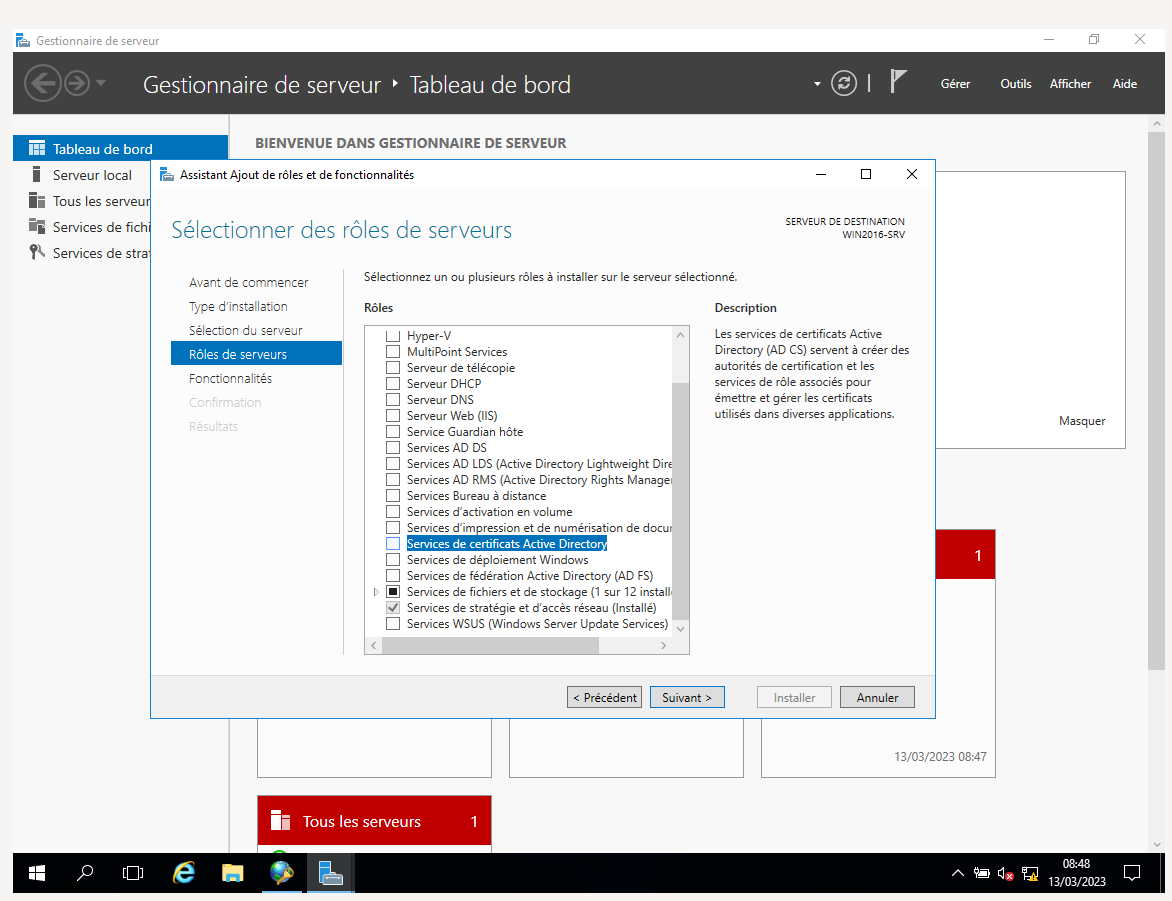 Gestionnaire de serveur
Gestionnaire de serveur ‣ Tableau de bord
Gérer Outils Afficher Aide
Tableau de bord
Serveur local
Tous les serveur
Services de fichi
Services de strat
BIENVENUE DANS GESTIONNAIRE DE SERVEUR
Assistant Ajout de rôles et de fonctionnalités
Sélectionner des rôles de serveurs
SERVEUR DE DESTINATION
WIN2016-SRV
Avant de commencer
Type d'installation
Sélection du serveur
Rôles de serveurs
Fonctionnalités
Confirmation
Résultats
Sélectionnez un ou plusieurs rôles à installer sur le serveur sélectionné.
Rôles
Hyper-V
MultiPoint Services
Serveur de télécopie
Serveur DHCP
Serveur DNS
Serveur Web (IIS)
Service Guardian hôte
Services AD DS
Services AD LDS (Active Directory Lightweight Dire
Services AD RMS (Active Directory Rights Manager
Services Bureau à distance
Services d'activation en volume
Services d'impression et de numérisation de docur
Services de certificats Active Directory
Services de déploiement Windows
Services de fédération Active Directory (AD FS)
Services de fichiers et de stockage (1 sur 12 install
Services de stratégie et d'accès réseau (Installé)
Services WSUS (Windows Server Update Services)
Description
Les services de certificats Active
Directory (AD CS) servent à créer des
autorités de certification et les
services de rôle associés pour
émettre et gérer les certificats
utilisés dans diverses applications.
< Précédent Suivant > Installer Annuler
Masquer
1
13/03/2023 08:47
Tous les serveurs 1
08:48
13/03/2023